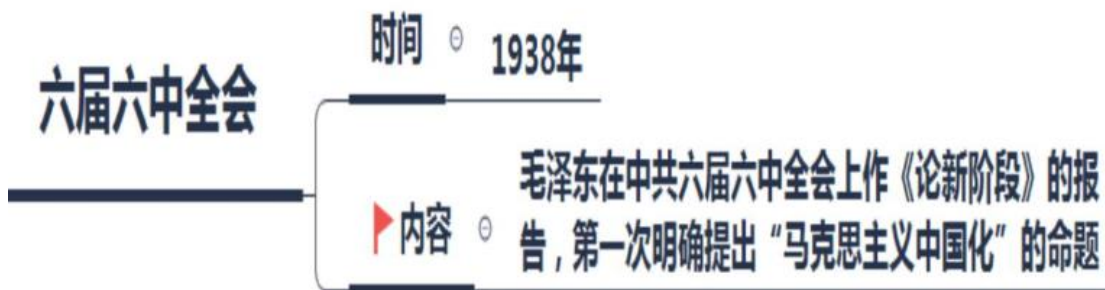 六届六中全会
时间
1938年
内容
毛泽东在中共六届六中全会上作《论新阶段》的报
告，第一次明确提出“马克思主义中国化”的命题